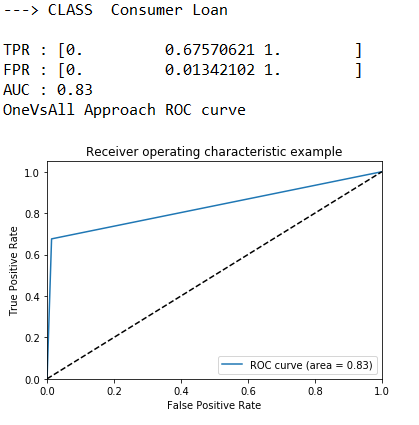 ---> CLASS  Consumer Loan
TPR : [0.         0.67570621 1.        ]
FPR : [0.         0.01342102 1.        ]
AUC : 0.83
OneVsAll Approach ROC curve
Receiver operating characteristic example
1.0
0.8
0.6
0.4
0.2
0.0
True Positive Rate
ROC curve (area = 0.83)
0.0 0.2 0.4 0.6 0.8 1.0
False Positive Rate